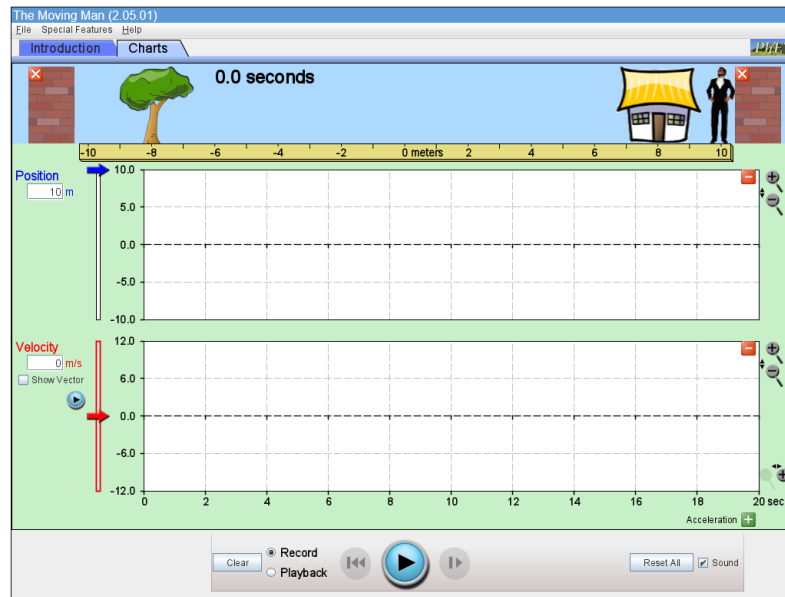 The Moving Man (2.05.01)
File Special Features Help
Introduction Charts
PhET
0.0 seconds
-10 -8 -6 -4 -2 0 meters 2 4 6 8 10
Position
10 m
10.0
5.0
0.0
-5.0
-10.0
Velocity
0 m/s
Show Vector
12.0
6.0
0.0
-6.0
-12.0
0 2 4 6 8 10 12 14 16 18 20 sec
Acceleration
Clear
Record
Playback
Reset All
Sound